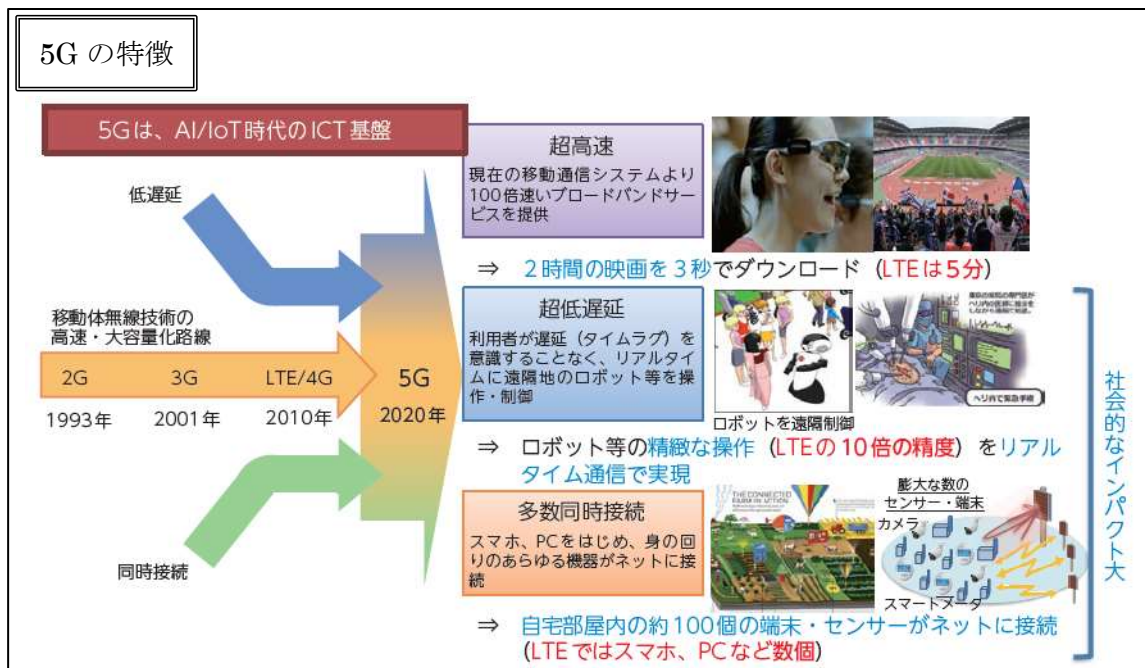 5G の特徴
5Gは、AI/IoT時代のICT基盤
低遅延
移動体無線技術の
高速・大容量化路線
2G 3G LTE/4G 5G
1993年 2001年 2010年 2020年
同時接続
超高速
現在の移動通信システムより
100倍速いブロードバンドサー
ビスを提供
⇒ 2時間の映画を3秒でダウンロード (LTEは5分)
超低遅延
利用者が遅延（タイムラグ）を
意識することなく、リアルタイ
ムに遠隔地のロボット等を操
作・制御
ロボットを遠隔制御
ヘリ内で緊急手術
⇒ ロボット等の精緻な操作 (LTEの10倍の精度) をリアル
タイム通信で実現
多数同時接続
スマホ、PCをはじめ、身の回
りのあらゆる機器がネットに接
続
THE CONNECTED
FARM IN ACTION
膨大な数の
センサー・端末
カメラ
スマートメータ
⇒ 自宅部屋内の約100個の端末・センサーがネットに接続
(LTEではスマホ、PCなど数個)
社会的なインパクト大